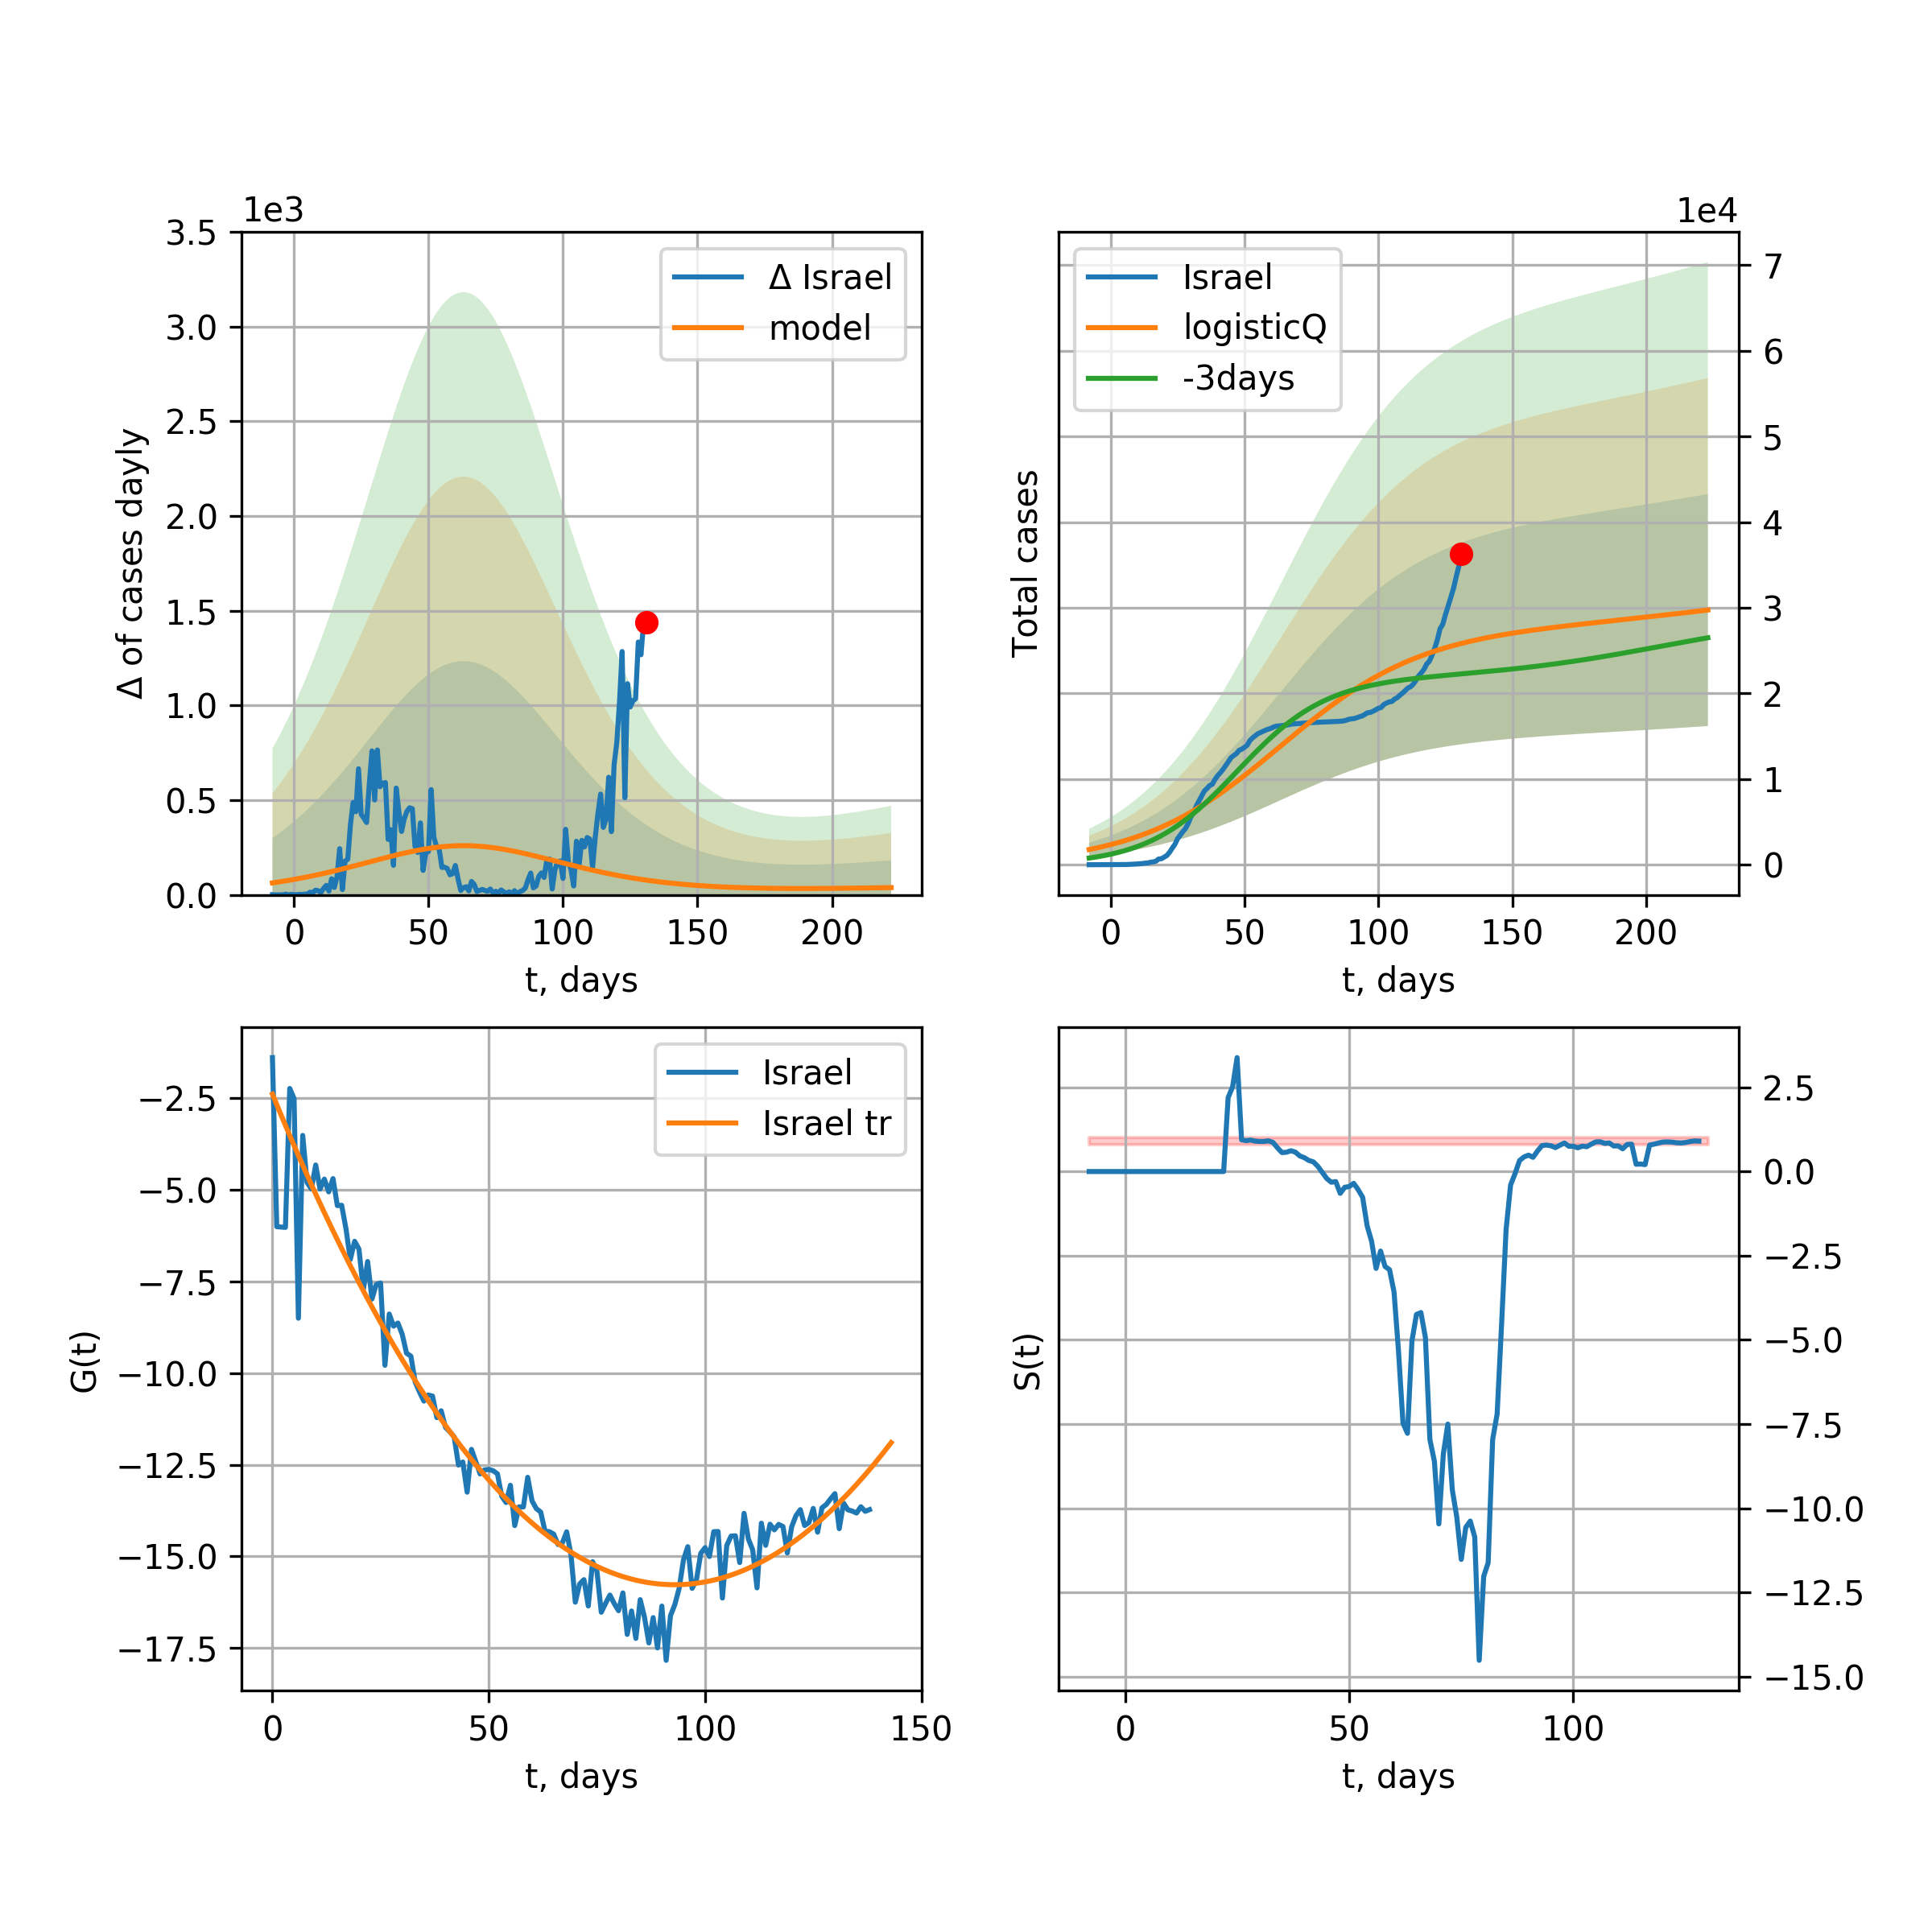 1e3
3.5
3.0
2.5
2.0
1.5
1.0
0.5
0.0
Δ of cases dayly
Δ Israel
model
0 50 100 150 200
t, days
1e4
7
6
5
4
3
2
1
0
Total cases
Israel
logisticQ
-3days
0 50 100 150 200
t, days
−2.5
−5.0
−7.5
−10.0
−12.5
−15.0
−17.5
G(t)
Israel
Israel tr
0 50 100 150
t, days
2.5
0.0
−2.5
−5.0
−7.5
−10.0
−12.5
−15.0
S(t)
0 50 100
t, days